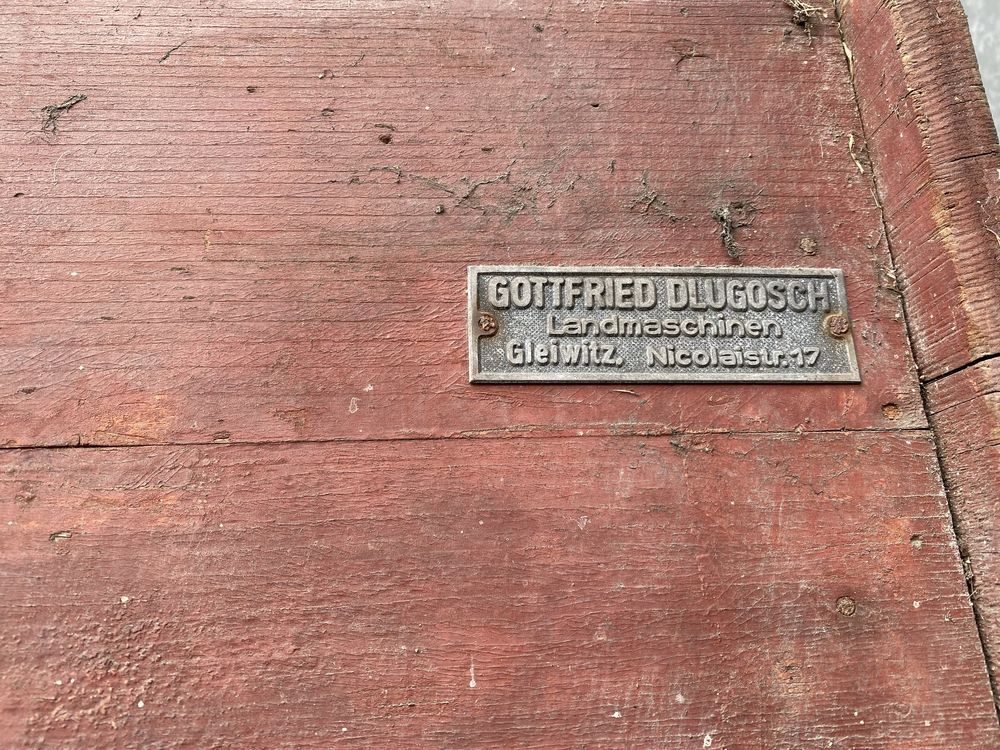 GOTTFRIED DLUGOSCH
Landmaschinen
Gleiwitz, Nicolaistr. 17